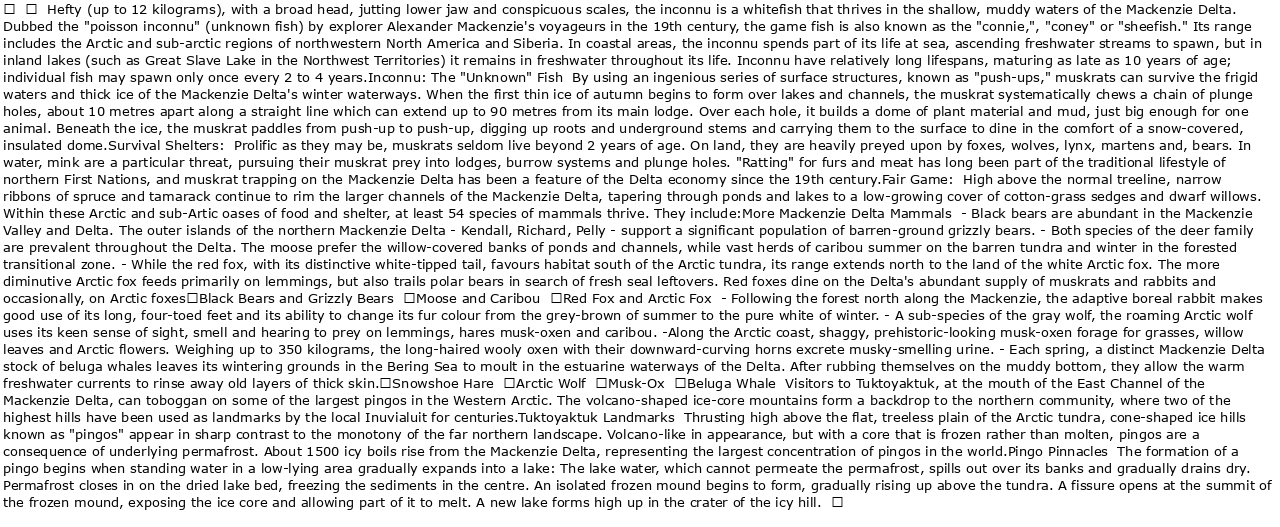 □  □  Hefty (up to 12 kilograms), with a broad head, jutting lower jaw and conspicuous scales, the inconnu is a whitefish that thrives in the shallow, muddy waters of the Mackenzie Delta.
Dubbed the "poisson inconnu" (unknown fish) by explorer Alexander Mackenzie's voyageurs in the 19th century, the game fish is also known as the "connie,", "coney" or "sheefish." Its range
includes the Arctic and sub-arctic regions of northwestern North America and Siberia. In coastal areas, the inconnu spends part of its life at sea, ascending freshwater streams to spawn, but in
inland lakes (such as Great Slave Lake in the Northwest Territories) it remains in freshwater throughout its life. Inconnu have relatively long lifespans, maturing as late as 10 years of age;
individual fish may spawn only once every 2 to 4 years.Inconnu: The "Unknown" Fish  By using an ingenious series of surface structures, known as "push-ups," muskrats can survive the frigid
waters and thick ice of the Mackenzie Delta's winter waterways. When the first thin ice of autumn begins to form over lakes and channels, the muskrat systematically chews a chain of plunge
holes, about 10 metres apart along a straight line which can extend up to 90 metres from its main lodge. Over each hole, it builds a dome of plant material and mud, just big enough for one
animal. Beneath the ice, the muskrat paddles from push-up to push-up, digging up roots and underground stems and carrying them to the surface to dine in the comfort of a snow-covered,
insulated dome.Survival Shelters:  Prolific as they may be, muskrats seldom live beyond 2 years of age. On land, they are heavily preyed upon by foxes, wolves, lynx, martens and, bears. In
water, mink are a particular threat, pursuing their muskrat prey into lodges, burrow systems and plunge holes. "Ratting" for furs and meat has long been part of the traditional lifestyle of
northern First Nations, and muskrat trapping on the Mackenzie Delta has been a feature of the Delta economy since the 19th century.Fair Game:  High above the normal treeline, narrow
ribbons of spruce and tamarack continue to rim the larger channels of the Mackenzie Delta, tapering through ponds and lakes to a low-growing cover of cotton-grass sedges and dwarf willows.
Within these Arctic and sub-Artic oases of food and shelter, at least 54 species of mammals thrive. They include:More Mackenzie Delta Mammals  - Black bears are abundant in the Mackenzie
Valley and Delta. The outer islands of the northern Mackenzie Delta - Kendall, Richard, Pelly - support a significant population of barren-ground grizzly bears. - Both species of the deer family
are prevalent throughout the Delta. The moose prefer the willow-covered banks of ponds and channels, while vast herds of caribou summer on the barren tundra and winter in the forested
transitional zone. - While the red fox, with its distinctive white-tipped tail, favours habitat south of the Arctic tundra, its range extends north to the land of the white Arctic fox. The more
diminutive Arctic fox feeds primarily on lemmings, but also trails polar bears in search of fresh seal leftovers. Red foxes dine on the Delta's abundant supply of muskrats and rabbits and
occasionally, on Arctic foxes□Black Bears and Grizzly Bears  □Moose and Caribou  □Red Fox and Arctic Fox  - Following the forest north along the Mackenzie, the adaptive boreal rabbit makes
good use of its long, four-toed feet and its ability to change its fur colour from the grey-brown of summer to the pure white of winter. - A sub-species of the gray wolf, the roaming Arctic wolf
uses its keen sense of sight, smell and hearing to prey on lemmings, hares musk-oxen and caribou. -Along the Arctic coast, shaggy, prehistoric-looking musk-oxen forage for grasses, willow
leaves and Arctic flowers. Weighing up to 350 kilograms, the long-haired wooly oxen with their downward-curving horns excrete musky-smelling urine. - Each spring, a distinct Mackenzie Delta
stock of beluga whales leaves its wintering grounds in the Bering Sea to moult in the estuarine waterways of the Delta. After rubbing themselves on the muddy bottom, they allow the warm
freshwater currents to rinse away old layers of thick skin.□Snowshoe Hare  □Arctic Wolf  □Musk-Ox  □Beluga Whale  Visitors to Tuktoyaktuk, at the mouth of the East Channel of the
Mackenzie Delta, can toboggan on some of the largest pingos in the Western Arctic. The volcano-shaped ice-core mountains form a backdrop to the northern community, where two of the
highest hills have been used as landmarks by the local Inuvialuit for centuries.Tuktoyaktuk Landmarks  Thrusting high above the flat, treeless plain of the Arctic tundra, cone-shaped ice hills
known as "pingos" appear in sharp contrast to the monotony of the far northern landscape. Volcano-like in appearance, but with a core that is frozen rather than molten, pingos are a
consequence of underlying permafrost. About 1500 icy boils rise from the Mackenzie Delta, representing the largest concentration of pingos in the world.Pingo Pinnacles  The formation of a
pingo begins when standing water in a low-lying area gradually expands into a lake: The lake water, which cannot permeate the permafrost, spills out over its banks and gradually drains dry.
Permafrost closes in on the dried lake bed, freezing the sediments in the centre. An isolated frozen mound begins to form, gradually rising up above the tundra. A fissure opens at the summit of
the frozen mound, exposing the ice core and allowing part of it to melt. A new lake forms high up in the crater of the icy hill.  □